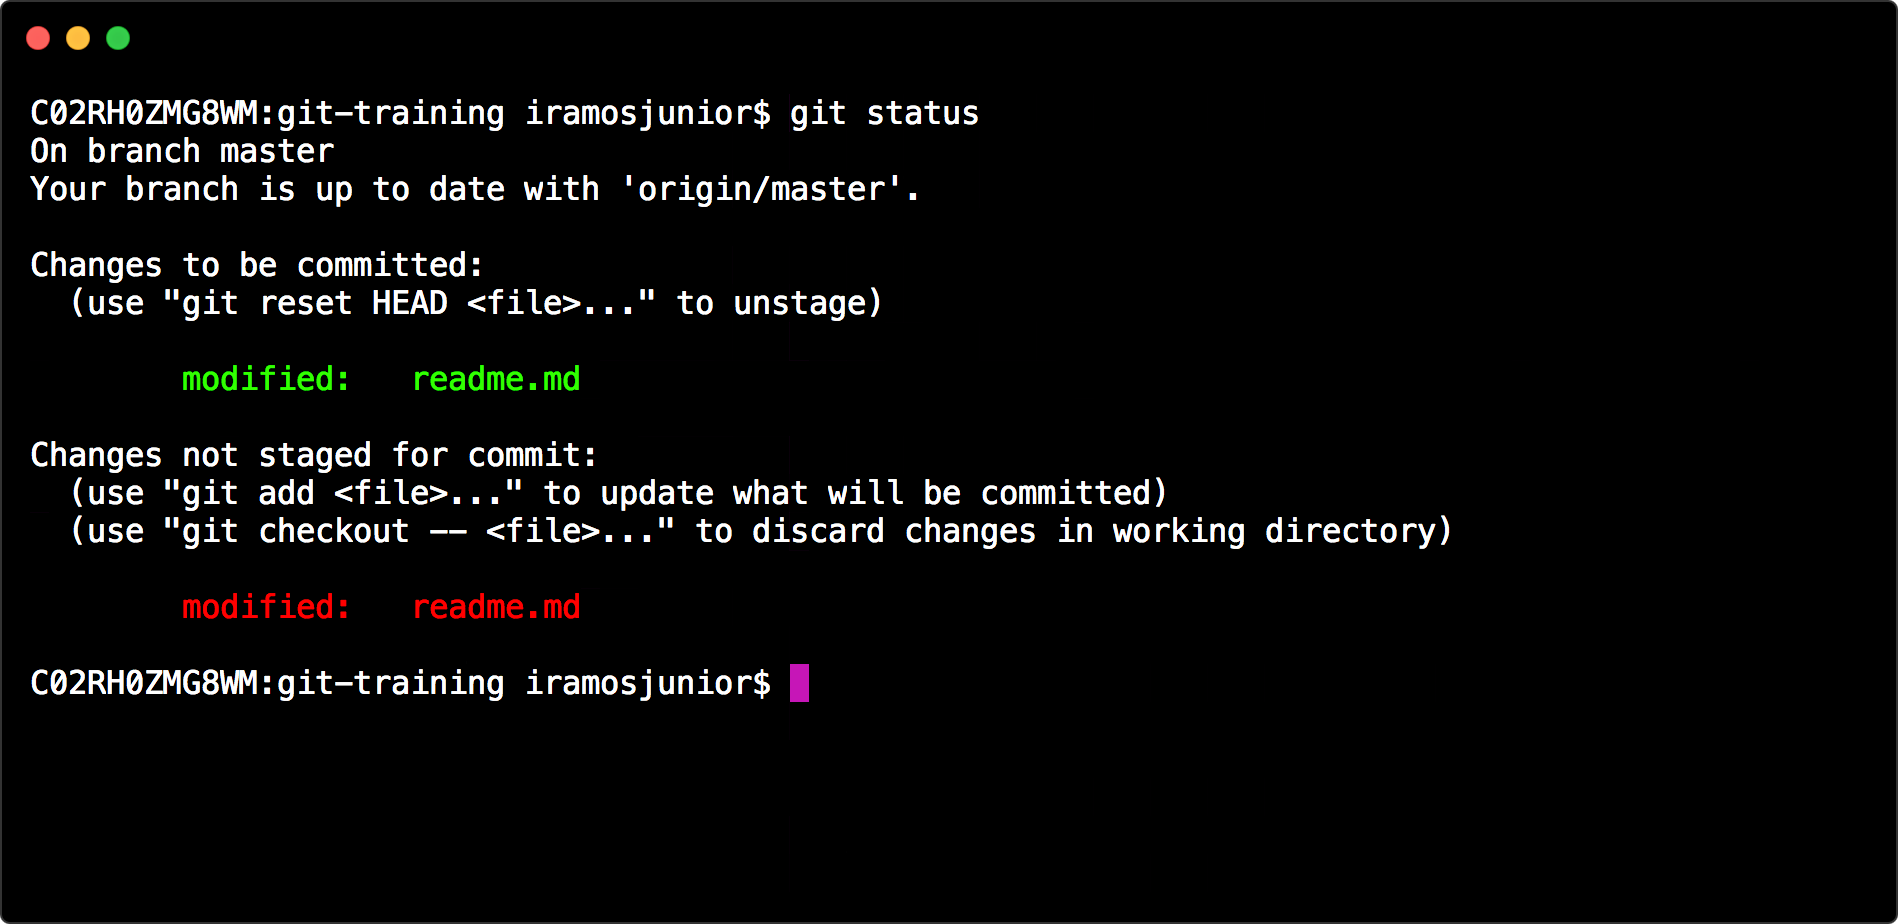 C02RH0ZMG8WM:git-training iramosjunior$ git status
On branch master
Your branch is up to date with 'origin/master'.
Changes to be committed:
  (use "git reset HEAD <file>..." to unstage)
        modified:   readme.md
Changes not staged for commit:
  (use "git add <file>..." to update what will be committed)
  (use "git checkout -- <file>..." to discard changes in working directory)
        modified:   readme.md
C02RH0ZMG8WM:git-training iramosjunior$